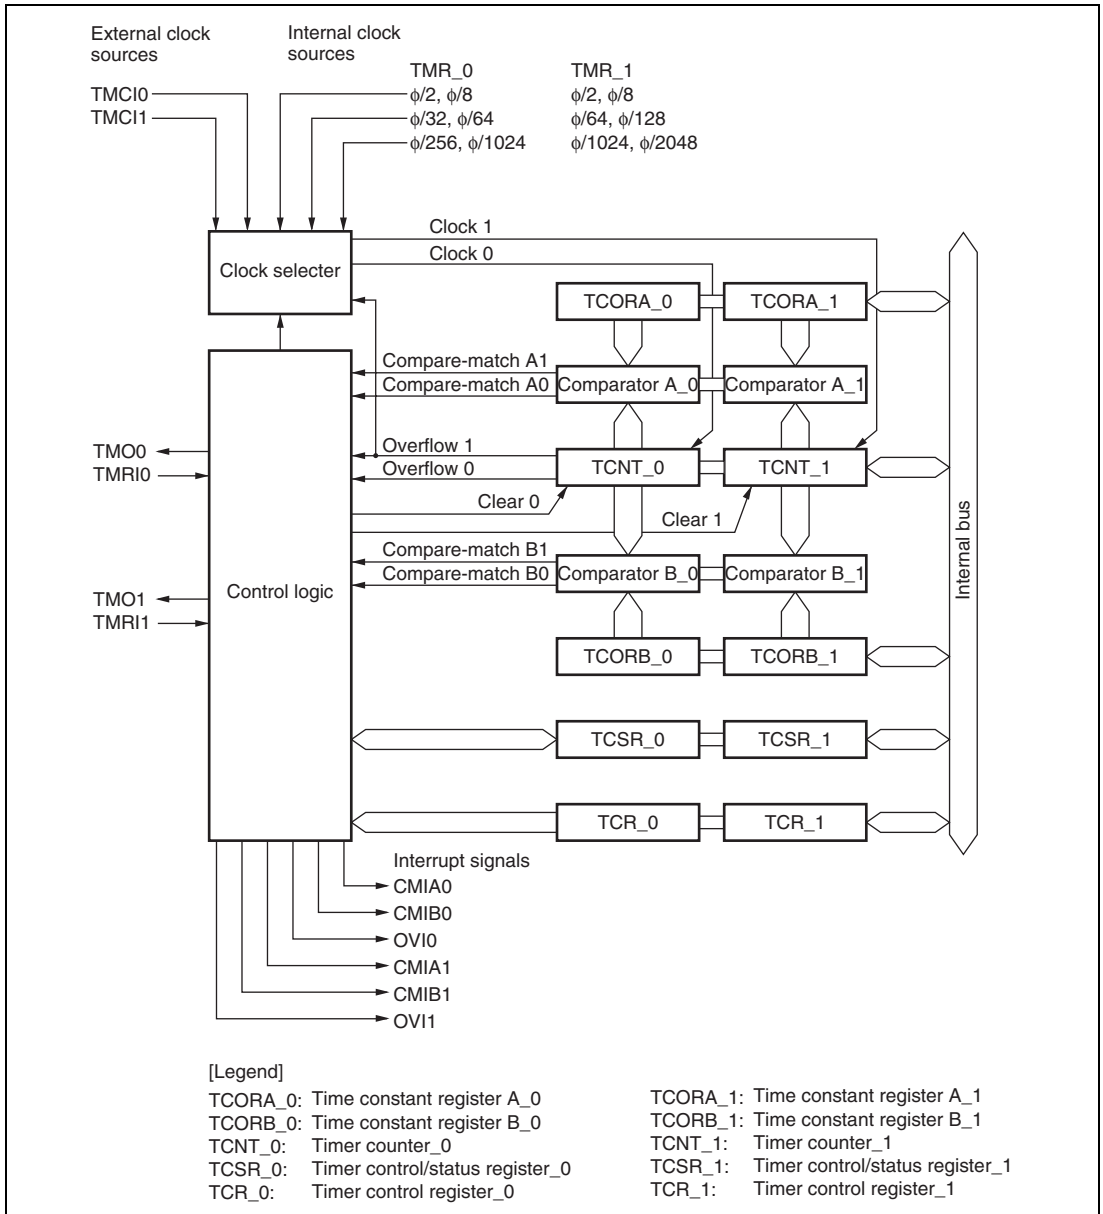 External clock
sources
Internal clock
sources
TMR_0
TMR_1
TMCI0
ϕ/2, ϕ/8
ϕ/2, ϕ/8
TMCI1
ϕ/32, ϕ/64
ϕ/64, ϕ/128
ϕ/256, ϕ/1024
ϕ/1024, ϕ/2048
Clock 1
Clock 0
Clock selecter
TCORA_0
TCORA_1
Compare-match A1
Compare-match A0
Comparator A_0
Comparator A_1
TMO0
TMRI0
Overflow 1
Overflow 0
TCNT_0
TCNT_1
Clear 0
Clear 1
Internal bus
Compare-match B1
Compare-match B0
Comparator B_0
Comparator B_1
Control logic
TMO1
TMRI1
TCORB_0
TCORB_1
TCSR_0
TCSR_1
TCR_0
TCR_1
Interrupt signals
CMIA0
CMIB0
OVI0
CMIA1
CMIB1
OVI1
[Legend]
TCORA_0: Time constant register A_0
TCORB_0: Time constant register B_0
TCNT_0: Timer counter_0
TCSR_0: Timer control/status register_0
TCR_0: Timer control register_0
TCORA_1: Time constant register A_1
TCORB_1: Time constant register B_1
TCNT_1: Timer counter_1
TCSR_1: Timer control/status register_1
TCR_1: Timer control register_1